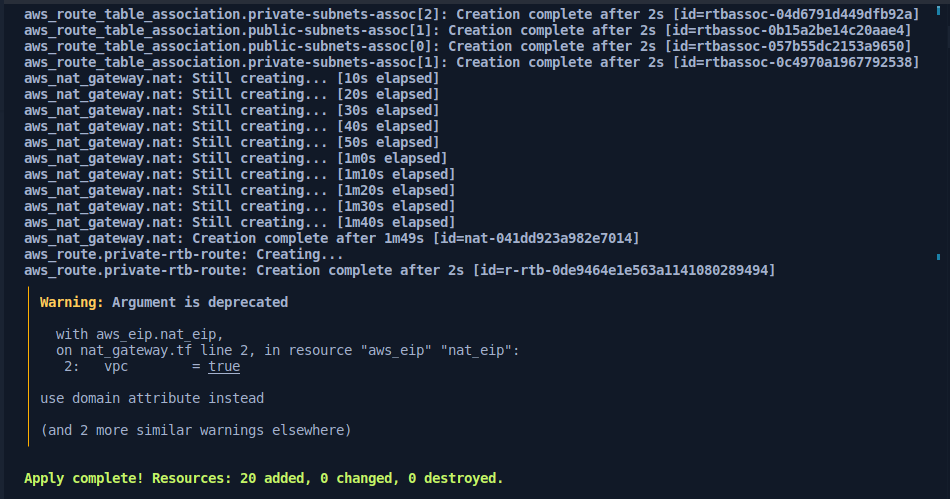 aws_route_table_association.private-subnets-assoc[2]: Creation complete after 2s [id=rtbassoc-04d6791d449dfb92a]
aws_route_table_association.public-subnets-assoc[1]: Creation complete after 2s [id=rtbassoc-0b15a2be14c20aae4]
aws_route_table_association.public-subnets-assoc[0]: Creation complete after 2s [id=rtbassoc-057b55dc2153a9650]
aws_route_table_association.private-subnets-assoc[1]: Creation complete after 2s [id=rtbassoc-0c4970a1967792538]
aws_nat_gateway.nat: Still creating... [10s elapsed]
aws_nat_gateway.nat: Still creating... [20s elapsed]
aws_nat_gateway.nat: Still creating... [30s elapsed]
aws_nat_gateway.nat: Still creating... [40s elapsed]
aws_nat_gateway.nat: Still creating... [50s elapsed]
aws_nat_gateway.nat: Still creating... [1m0s elapsed]
aws_nat_gateway.nat: Still creating... [1m10s elapsed]
aws_nat_gateway.nat: Still creating... [1m20s elapsed]
aws_nat_gateway.nat: Still creating... [1m30s elapsed]
aws_nat_gateway.nat: Still creating... [1m40s elapsed]
aws_nat_gateway.nat: Creation complete after 1m49s [id=nat-041dd923a982e7014]
aws_route.private-rtb-route: Creating...
aws_route.private-rtb-route: Creation complete after 2s [id=r-rtb-0de9464e1e563a1141080289494]
Warning: Argument is deprecated
with aws_eip.nat_eip,
on nat_gateway.tf line 2, in resource "aws_eip" "nat_eip":
2:   vpc        = true
use domain attribute instead
(and 2 more similar warnings elsewhere)
Apply complete! Resources: 20 added, 0 changed, 0 destroyed.